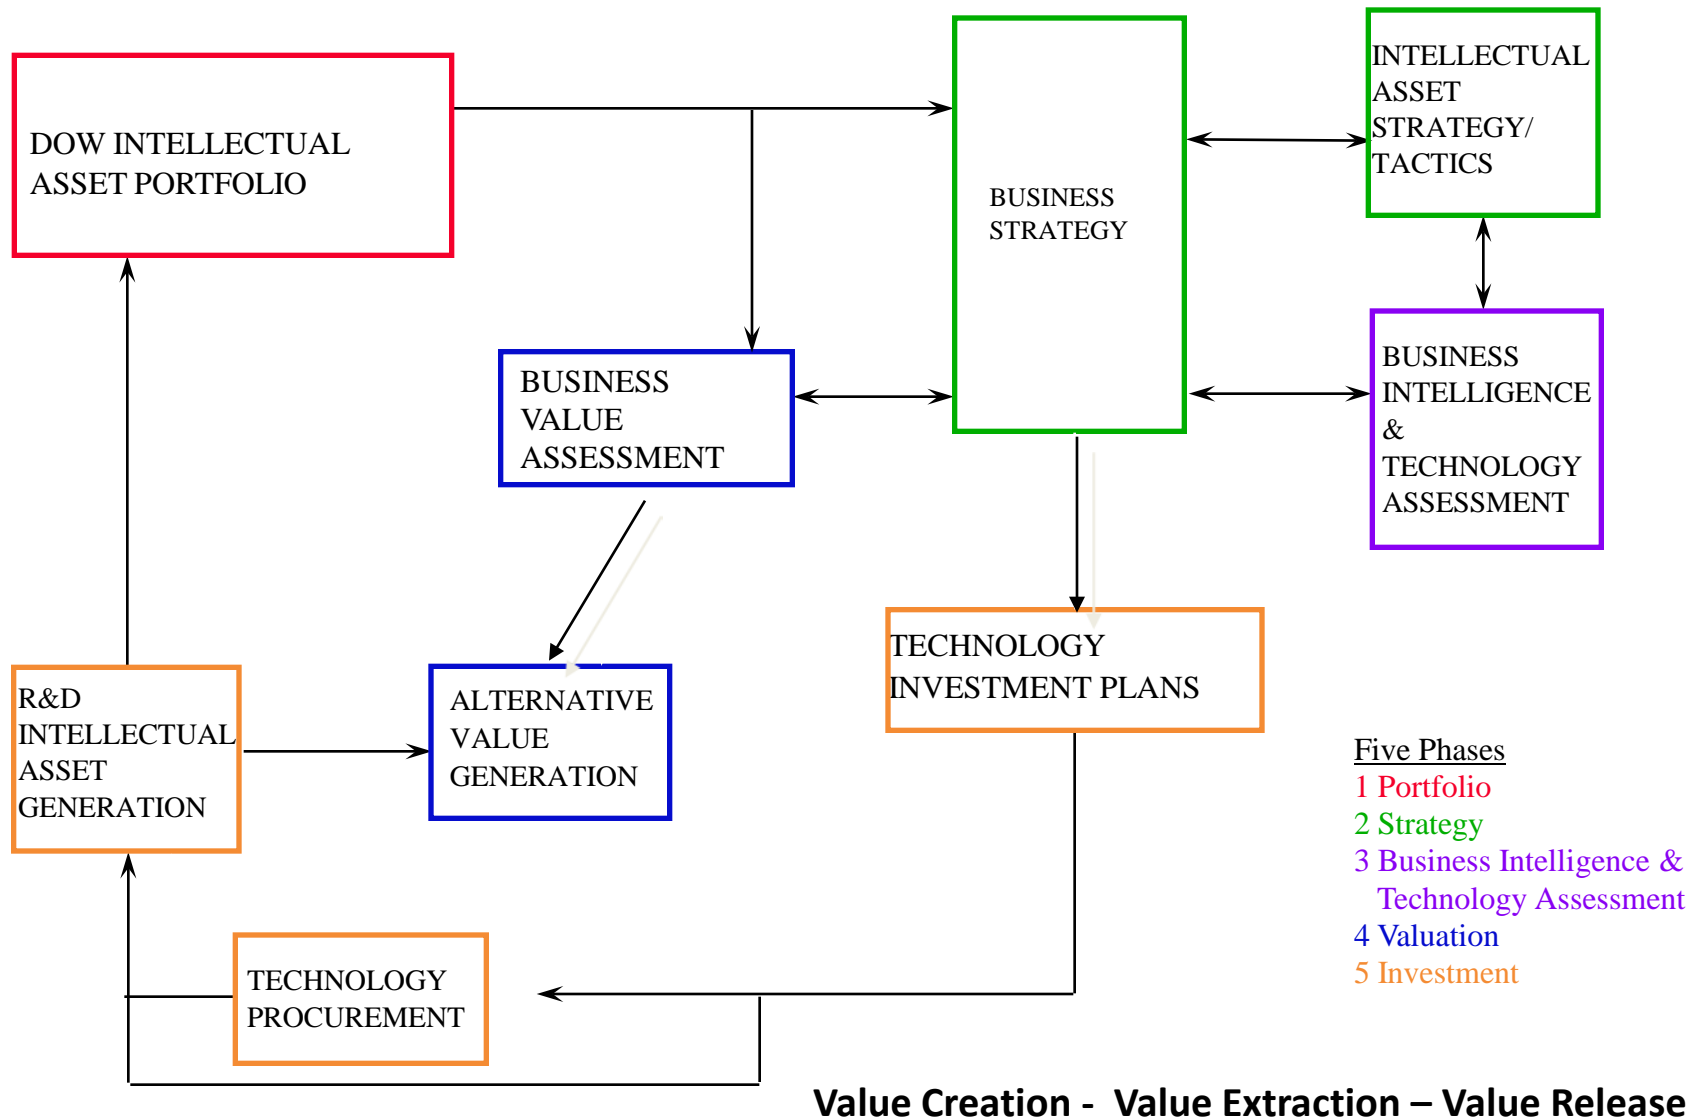 DOW INTELLECTUAL
ASSET PORTFOLIO
BUSINESS
STRATEGY
INTELLECTUAL
ASSET
STRATEGY/
TACTICS
BUSINESS
VALUE
ASSESSMENT
BUSINESS
INTELLIGENCE
&
TECHNOLOGY
ASSESSMENT
R&D
INTELLECTUAL
ASSET
GENERATION
ALTERNATIVE
VALUE
GENERATION
TECHNOLOGY
INVESTMENT PLANS
TECHNOLOGY
PROCUREMENT
Five Phases
1 Portfolio
2 Strategy
3 Business Intelligence &
Technology Assessment
4 Valuation
5 Investment
Value Creation - Value Extraction – Value Release